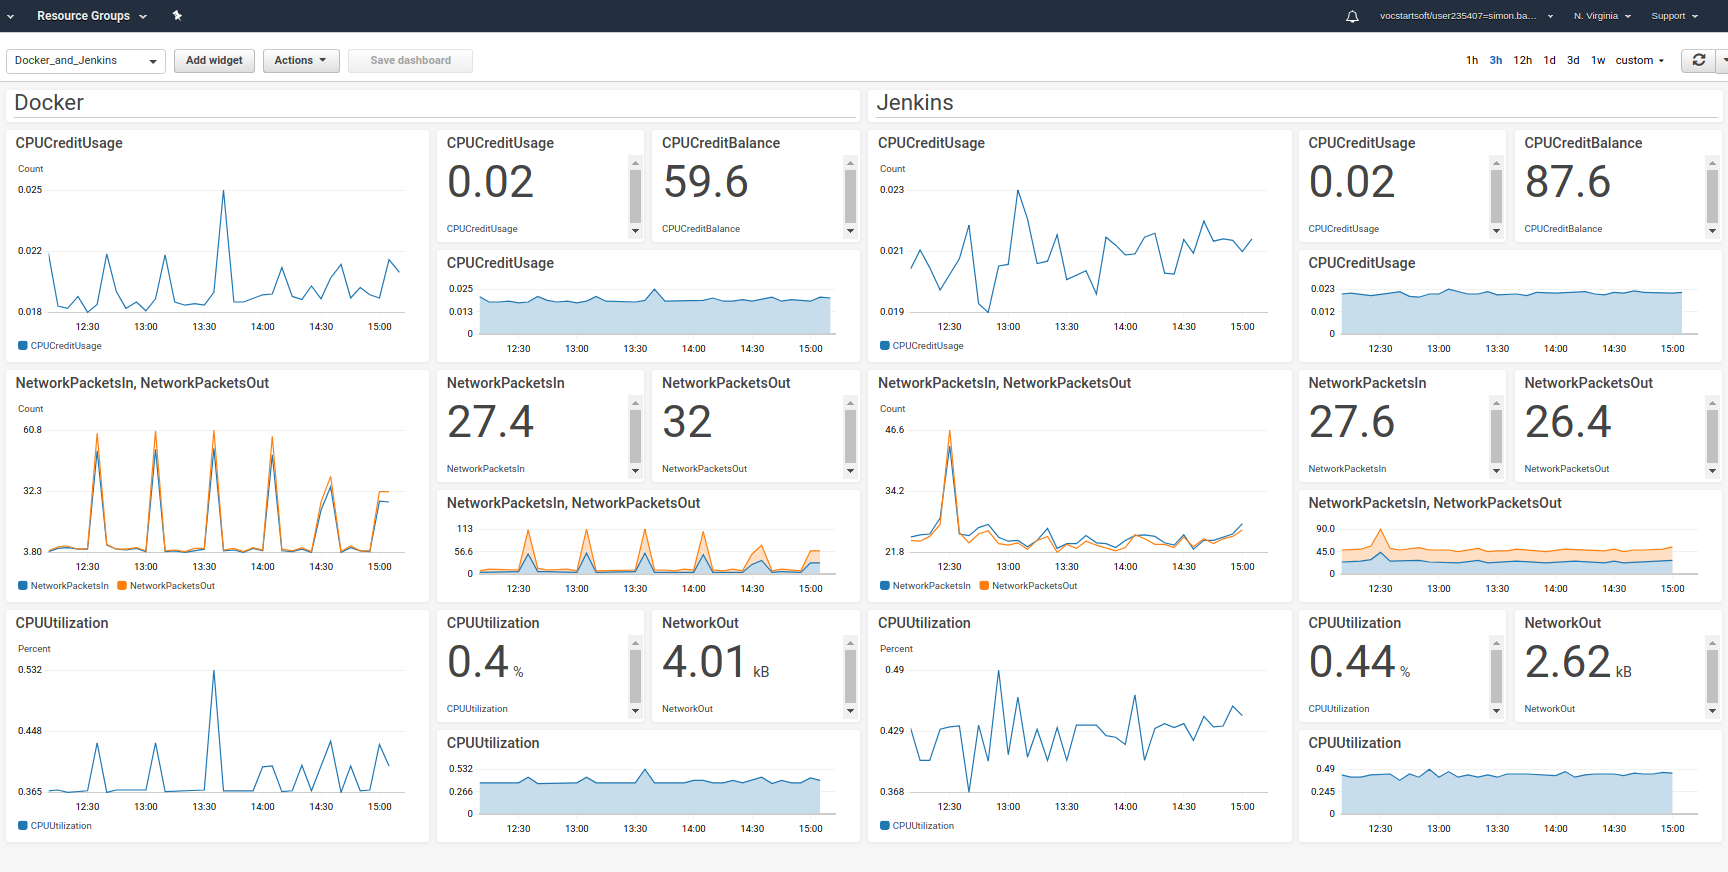 Resource Groups
vocstartsoft/user235407=simon.ba...
N. Virginia
Support
Docker_and_Jenkins
Add widget
Actions
Save dashboard
1h 3h 12h 1d 3d 1w custom
Docker
Jenkins
CPUCreditUsage
Count
0.025
0.022
0.018
12:30 13:00 13:30 14:00 14:30 15:00
CPUCreditUsage
CPUCreditUsage
0.02
CPUCreditUsage
CPUCreditBalance
59.6
CPUCreditBalance
CPUCreditUsage
0.025
0.013
0
12:30 13:00 13:30 14:00 14:30 15:00
CPUCreditUsage
Count
0.023
0.021
0.019
12:30 13:00 13:30 14:00 14:30 15:00
CPUCreditUsage
CPUCreditUsage
0.02
CPUCreditUsage
CPUCreditBalance
87.6
CPUCreditBalance
CPUCreditUsage
0.023
0.012
0
12:30 13:00 13:30 14:00 14:30 15:00
NetworkPacketsIn, NetworkPacketsOut
Count
60.8
32.3
3.80
12:30 13:00 13:30 14:00 14:30 15:00
NetworkPacketsIn NetworkPacketsOut
NetworkPacketsIn
27.4
NetworkPacketsIn
NetworkPacketsOut
32
NetworkPacketsOut
NetworkPacketsIn, NetworkPacketsOut
113
56.6
0
12:30 13:00 13:30 14:00 14:30 15:00
NetworkPacketsIn, NetworkPacketsOut
Count
46.6
34.2
21.8
12:30 13:00 13:30 14:00 14:30 15:00
NetworkPacketsIn NetworkPacketsOut
NetworkPacketsIn
27.6
NetworkPacketsIn
NetworkPacketsOut
26.4
NetworkPacketsOut
NetworkPacketsIn, NetworkPacketsOut
90.0
45.0
0
12:30 13:00 13:30 14:00 14:30 15:00
CPUUtilization
Percent
0.532
0.448
0.365
12:30 13:00 13:30 14:00 14:30 15:00
CPUUtilization
CPUUtilization
0.4 %
CPUUtilization
NetworkOut
4.01 kB
NetworkOut
CPUUtilization
0.532
0.266
0
12:30 13:00 13:30 14:00 14:30 15:00
CPUUtilization
Percent
0.49
0.429
0.368
12:30 13:00 13:30 14:00 14:30 15:00
CPUUtilization
CPUUtilization
0.44 %
CPUUtilization
NetworkOut
2.62 kB
NetworkOut
CPUUtilization
0.49
0.245
0
12:30 13:00 13:30 14:00 14:30 15:00